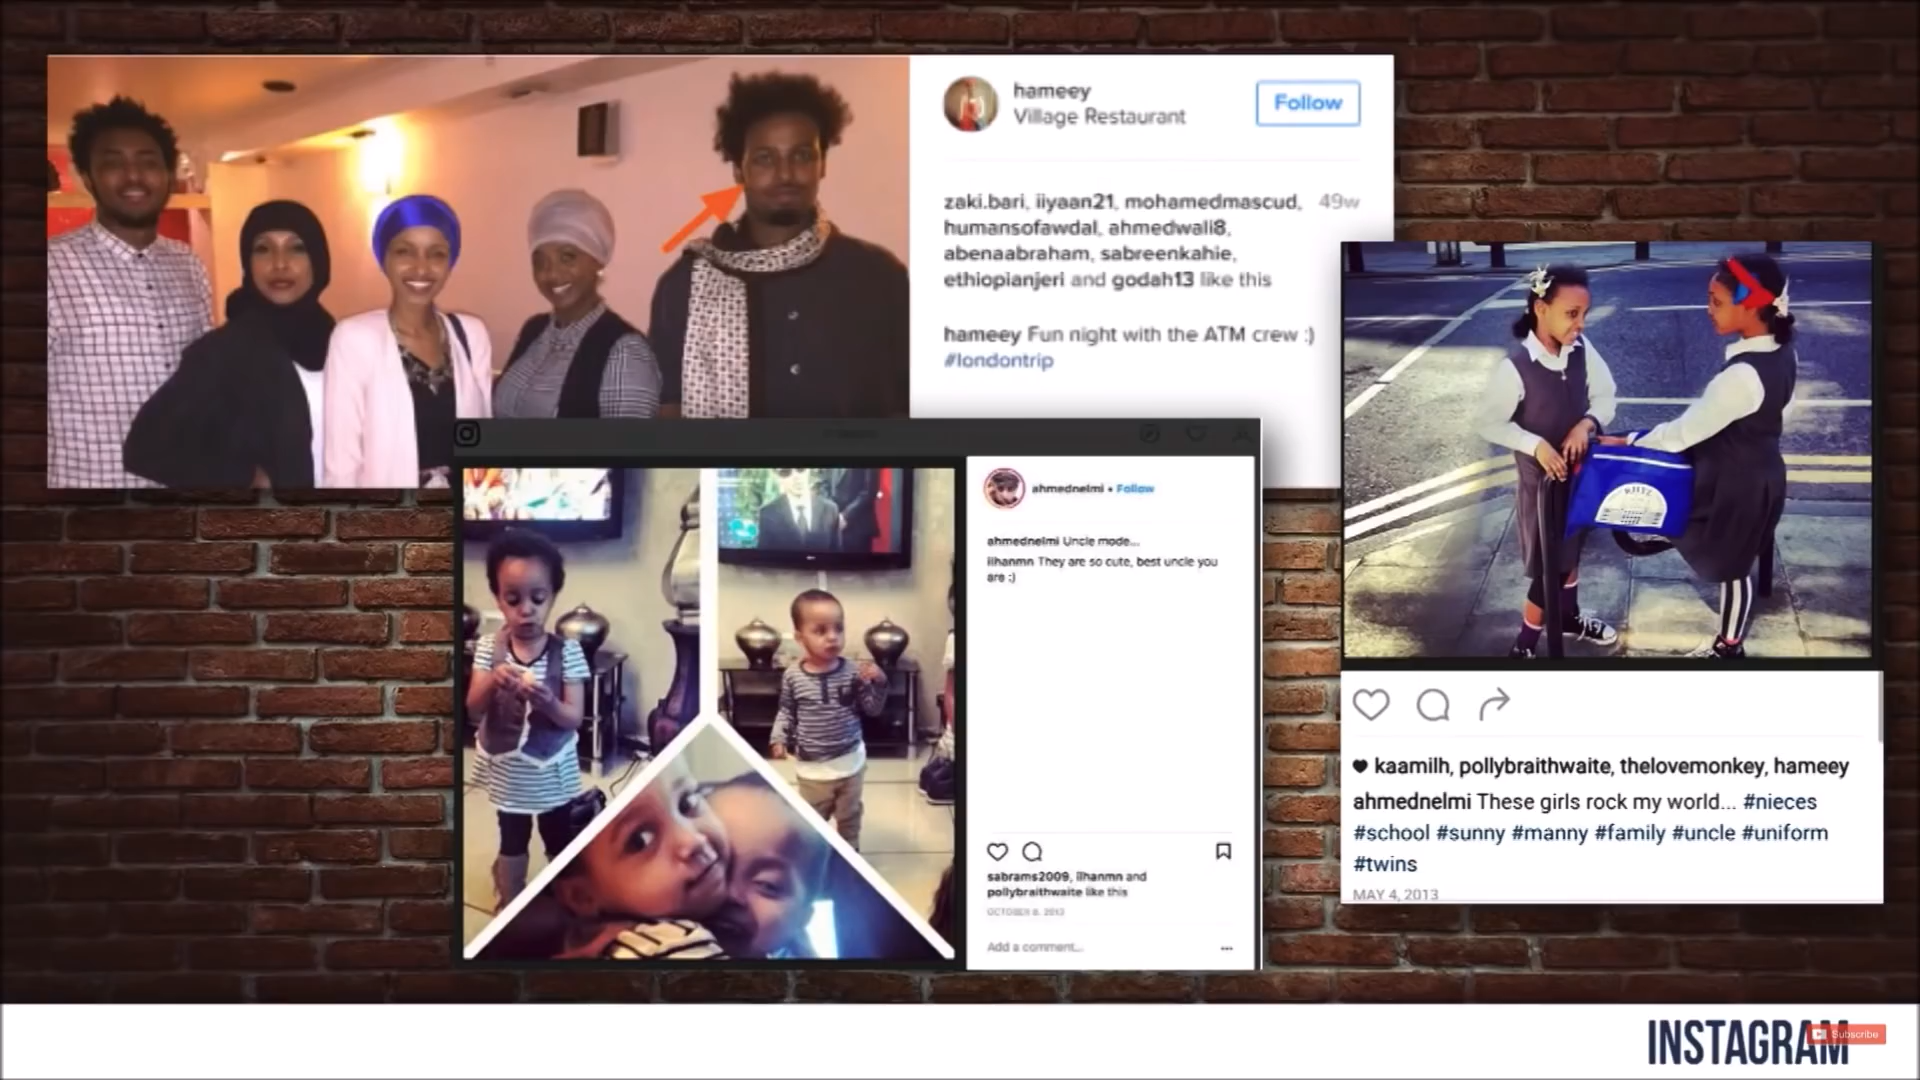 hameey
Village Restaurant
Follow
zaki.bari, iiyaan21, mohamedmascud, 49w
humansofawdal, ahmedwali8,
abenaabraham, sabreenkahie,
ethiopianjeri and godah13 like this
hameey Fun night with the ATM crew :)
#londontrip
ahmednelmi • Follow
ahmednelmi Uncle mode...
ilhanmn They are so cute, best uncle you
are :)
sabrams2009, ilhanmn and
pollybraithwaite like this
OCTOBER 8, 2013
Add a comment...
kaamilh, pollybraithwaite, thelovemonkey, hameey
ahmednelmi These girls rock my world... #nieces
#school #sunny #manny #family #uncle #uniform
#twins
MAY 4, 2013
INSTAGRAM
Subscribe